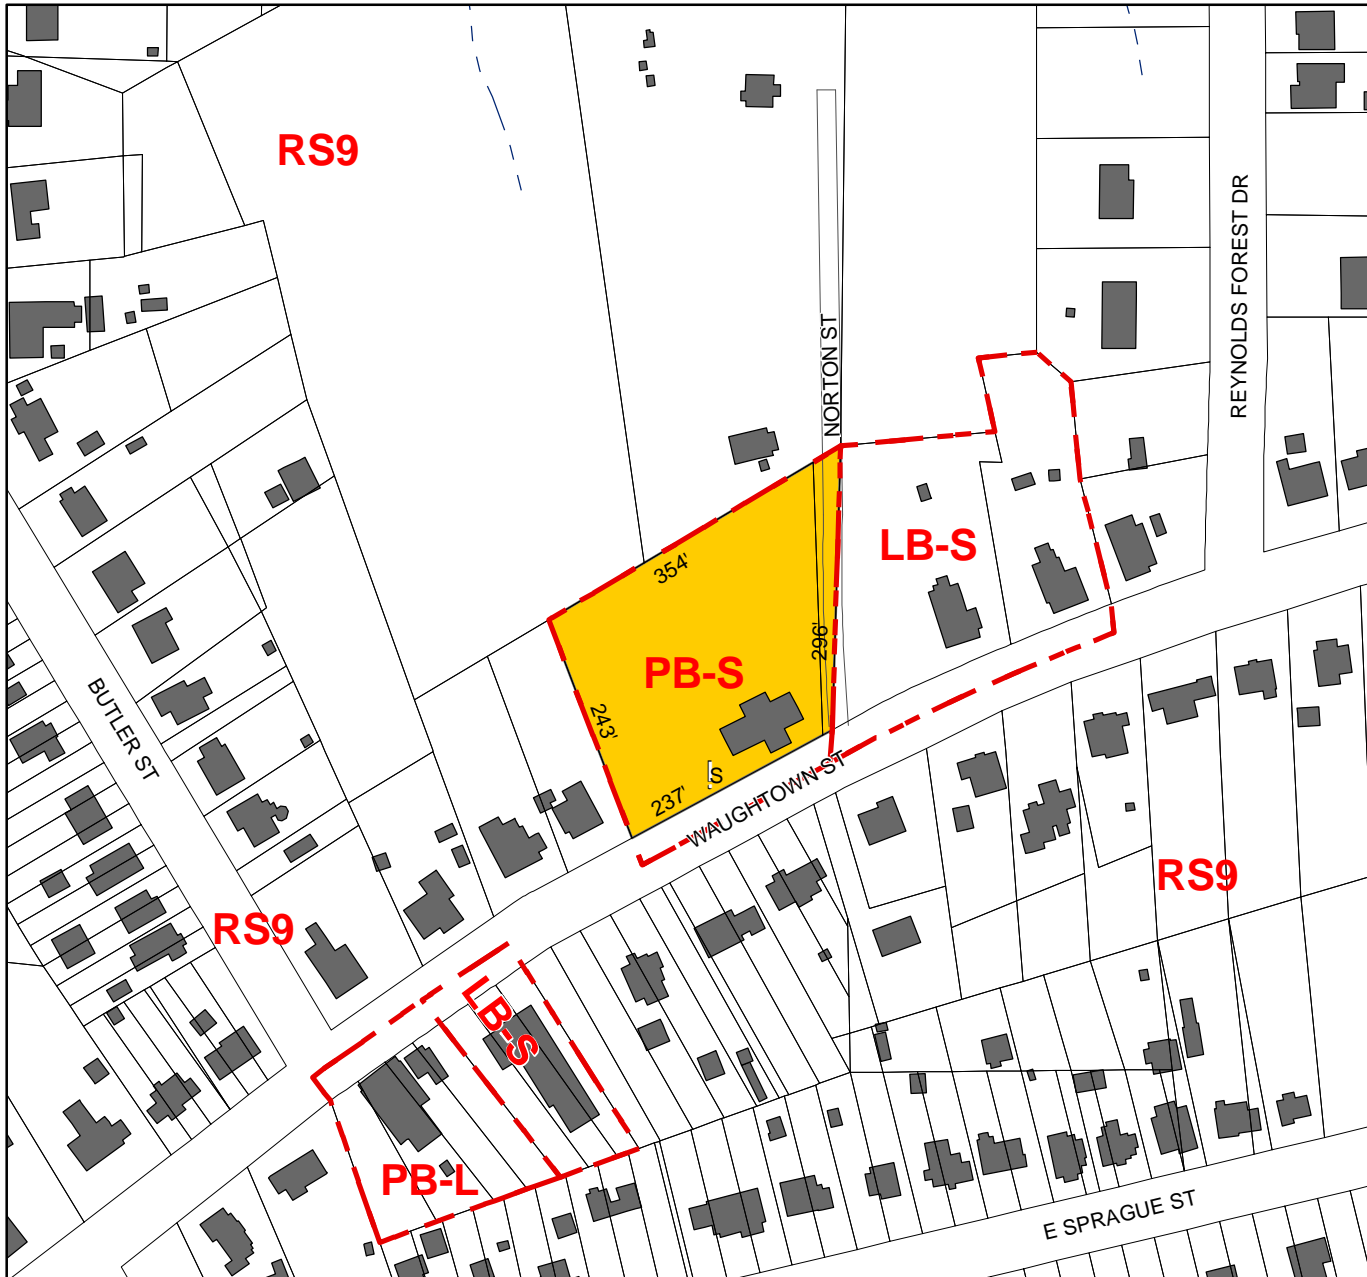 RS9
REYNOLDS FOREST DR
NORTON ST
LB-S
354'
296'
PB-S
BUTLER ST
243'
S
237'
WAUGHTOWN ST
RS9
RS9
LB-S
PB-L
E SPRAGUE ST